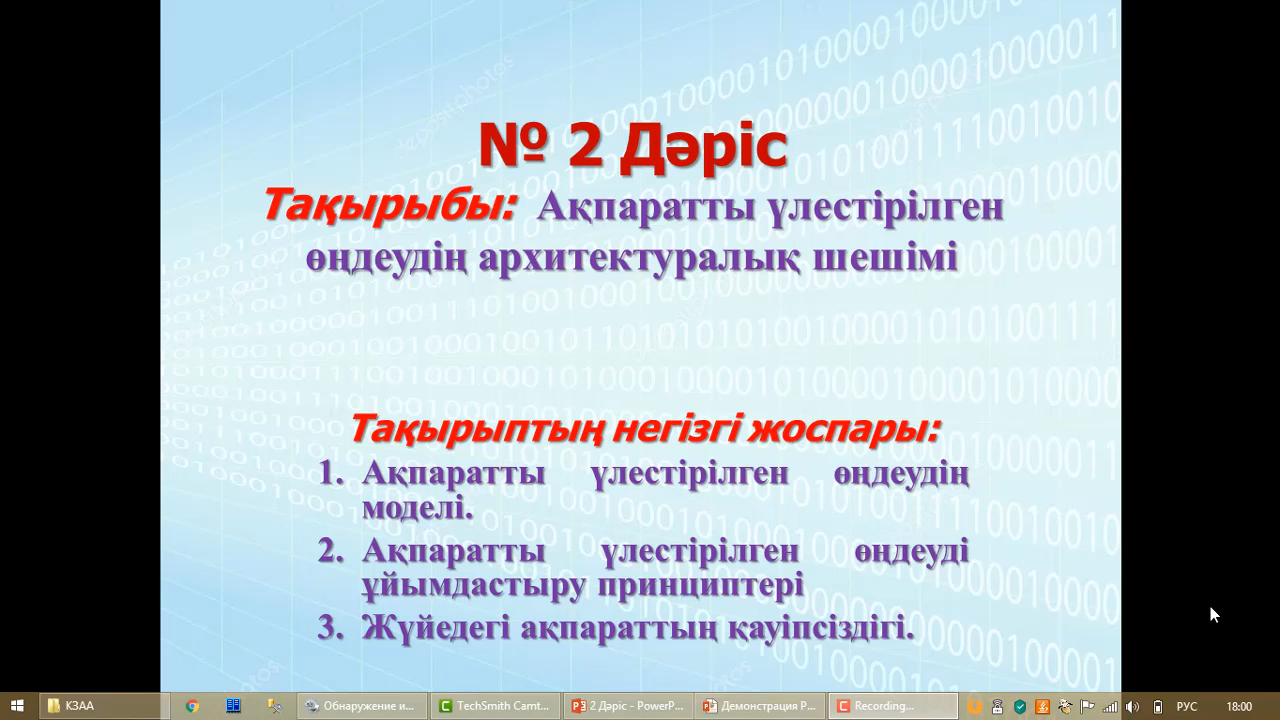 № 2 Дәріс
Тақырыбы: Ақпаратты үлестірілген
өңдеудің архитектуралық шешімі
Тақырыптың негізгі жоспары:
1. Ақпаратты үлестірілген өңдеудің
моделі.
2. Ақпаратты үлестірілген өңдеуді
ұйымдастыру принциптері
3. Жүйедегі ақпараттың қауіпсіздігі.
КЗАА
Обнаружение и...
TechSmith Camt...
2 Дәріс - PowerP...
Демонстрация P...
Recording...
РУС
18:00